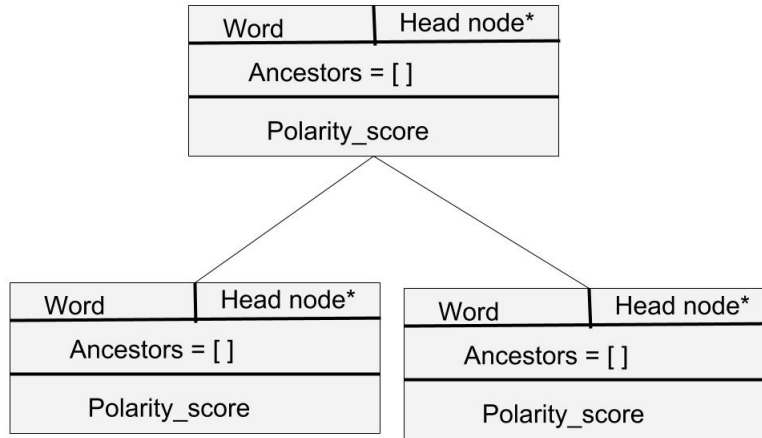 Word Head node*
Ancestors = [ ]
Polarity_score
Word Head node*
Ancestors = [ ]
Polarity_score
Word Head node*
Ancestors = [ ]
Polarity_score